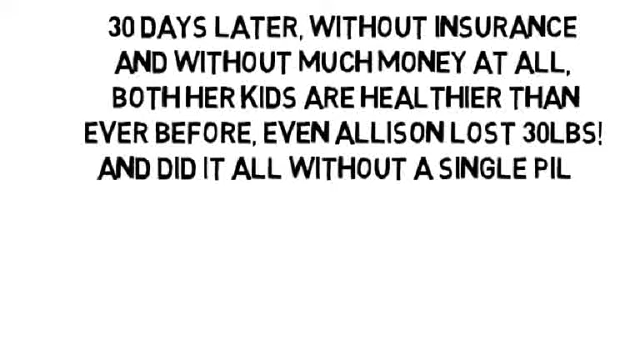 30 DAYS LATER, WITHOUT INSURANCE
AND WITHOUT MUCH MONEY AT ALL,
BOTH HER KIDS ARE HEALTHIER THAN
EVER BEFORE, EVEN ALLISON LOST 30LBS!
AND DID IT ALL WITHOUT A SINGLE PIL